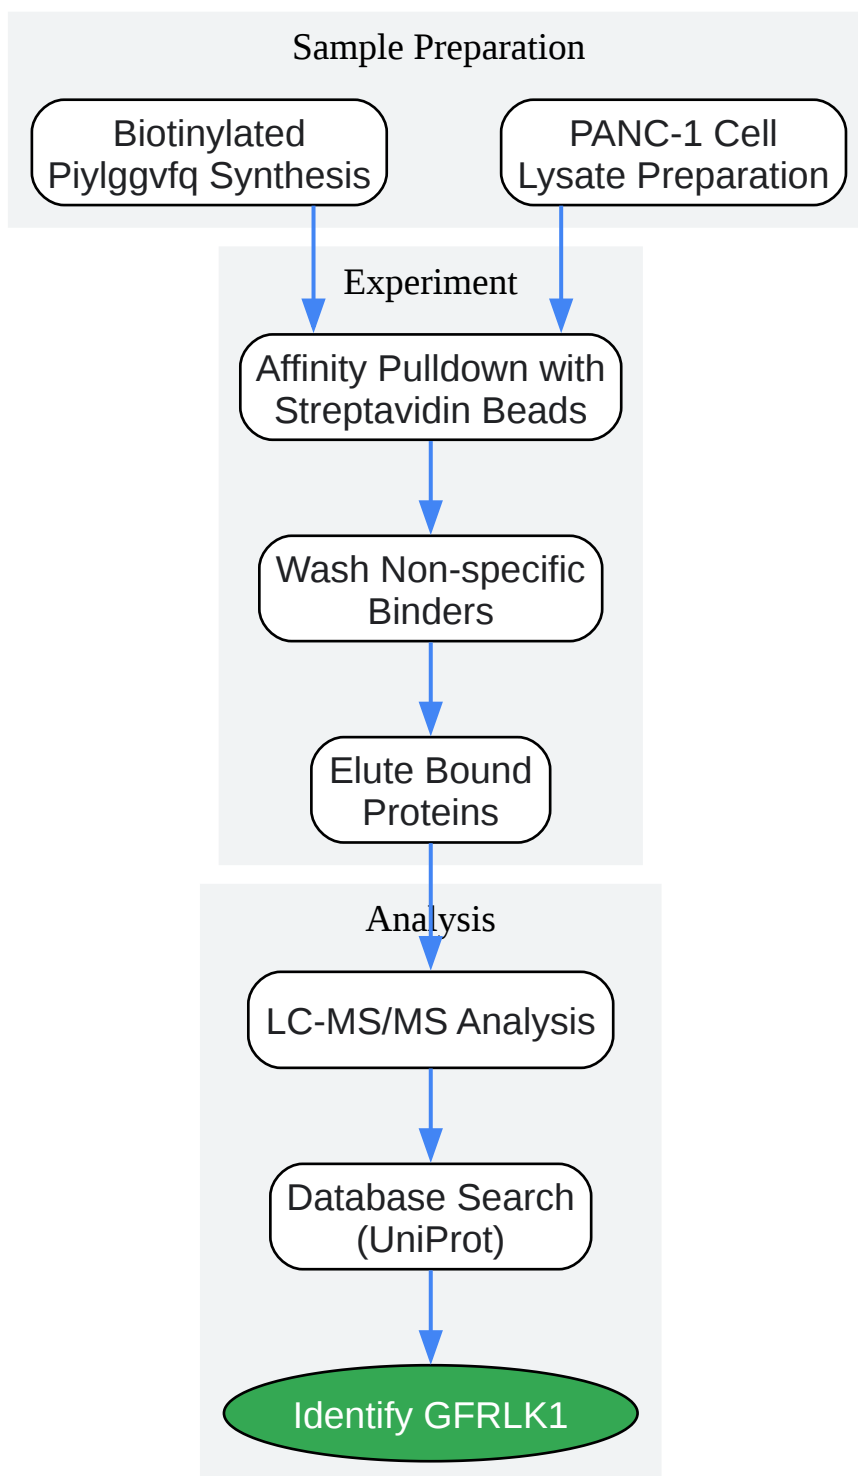 Sample Preparation
Biotinylated
Piylggvfq Synthesis
PANC-1 Cell
Lysate Preparation
Experiment
Affinity Pulldown with
Streptavidin Beads
Wash Non-specific
Binders
Elute Bound
Proteins
Analysis
LC-MS/MS Analysis
Database Search
(UniProt)
Identify GFRLK1